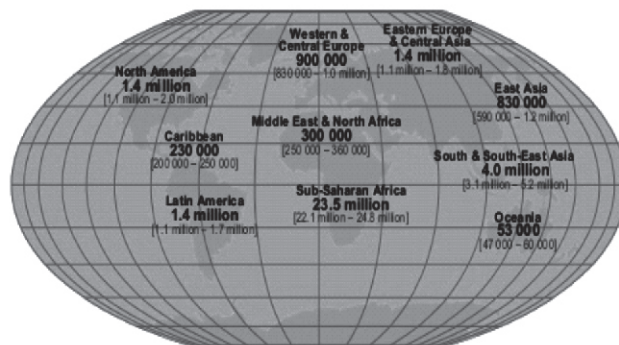 Western &
Central Europe
900 000
[830 000 – 1.0 million]
Eastern Europe
& Central Asia
1.4 million
[1.1 million – 1.8 million]
North America
1.4 million
[1.1 million – 2.0 million]
East Asia
830 000
[590 000 – 1.2 million]
Middle East & North Africa
300 000
[250 000 – 360 000]
Caribbean
230 000
[200 000 – 250 000]
South & South-East Asia
4.0 million
[3.1 million – 5.2 million]
Latin America
1.4 million
[1.1 million – 1.7 million]
Sub-Saharan Africa
23.5 million
[22.1 million – 24.8 million]
Oceania
53 000
[47 000 – 60 000]